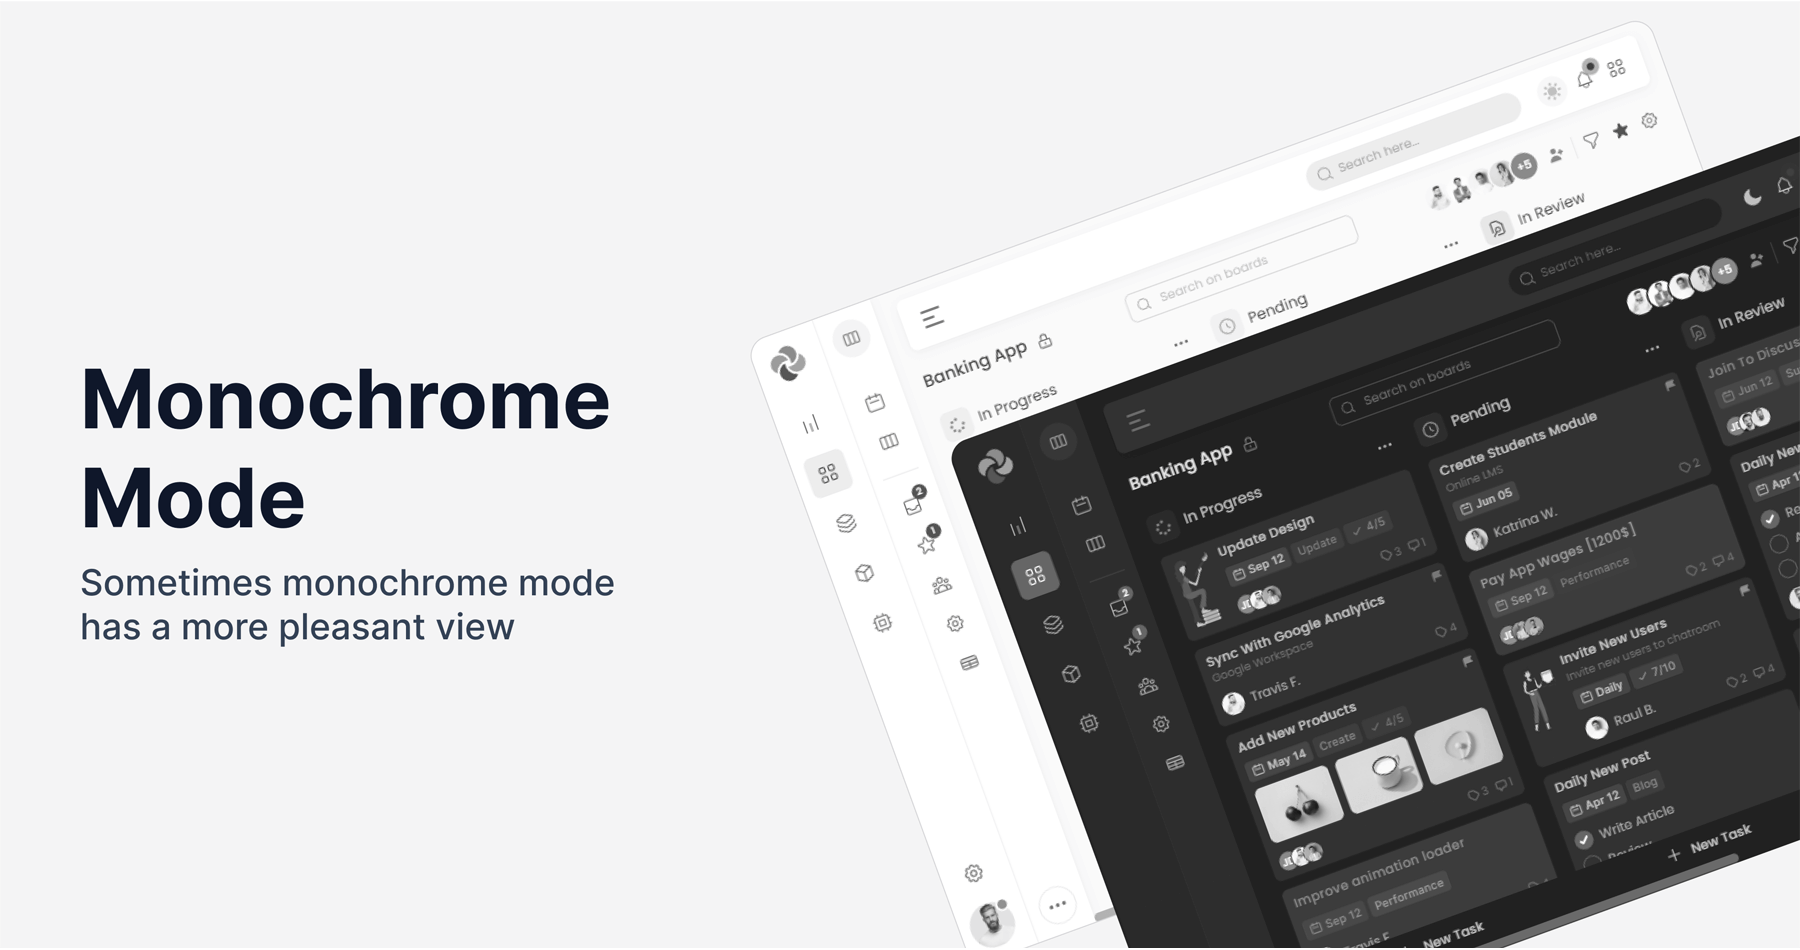 Monochrome
Mode
Sometimes monochrome mode
has a more pleasant view
Search here...
+5
Search on boards
In Review
Banking App
Pending
In Progress
2
1
Search here...
+5
Search on boards
In Review
Banking App
Pending
In Progress
2
1
Update Design
Sep 12 Update 4/5
3 1
Sync With Google Analytics
Google Workspace
4
Travis F.
Add New Products
May 14 Create 4/5
3 1
Improve animation loader
Sep 12 Performance
Travis F.
New Task
Create Students Module
Online LMS
2
Jun 05
Katrina W.
Pay App Wages [1200$]
Sep 12 Performance
2 4
Invite New Users
Invite new users to chatroom
Daily 7/10
2 4
Raul B.
Daily New Post
Apr 12 Blog
Write Article
Review
New Task
Join To Discus
Jun 12 Su
Daily New
Apr 1
Re